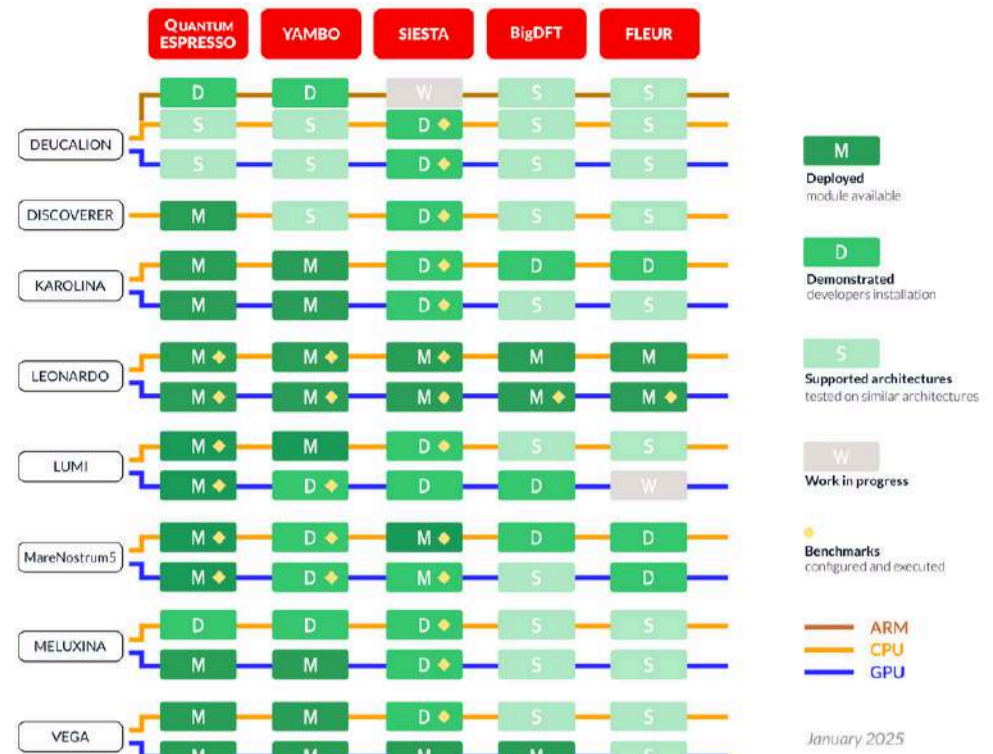 QUANTUM ESPRESSO YAMBO SIESTA BigDFT FLEUR
D D W S S
DEUCALION S S D S S
S S D S S
DISCOVERER M S D S S
KAROLINA M M D D D
M M D S S
LEONARDO M M M M M
M M M M M
LUMI M M D S S
M D D D W
MareNostrum5 M D M D D
M D M S D
MELUXINA D D D S S
M M D S S
VEGA M M D S S
M M M M S
M
Deployed
module available
D
Demonstrated
developers installation
S
Supported architectures
tested on similar architectures
W
Work in progress
Benchmarks
configured and executed
ARM
CPU
GPU
January 2025